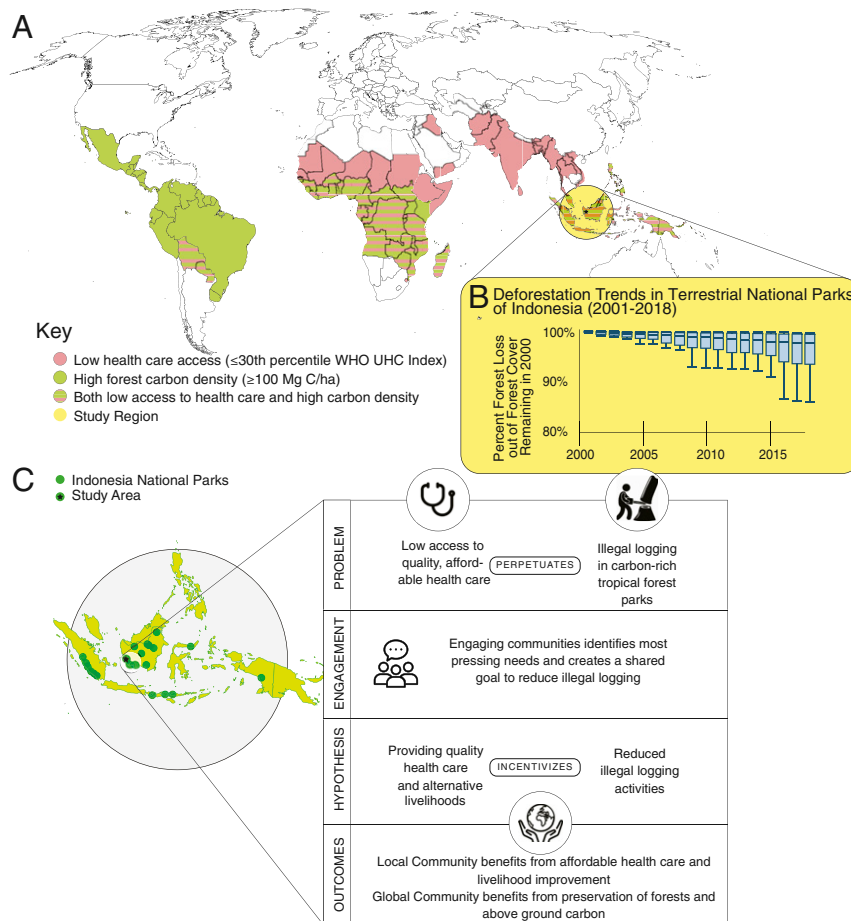 A
Key
Low health care access (≤30th percentile WHO UHC Index)
High forest carbon density (≥100 Mg C/ha)
Both low access to health care and high carbon density
Study Region
B Deforestation Trends in Terrestrial National Parks
of Indonesia (2001-2018)
Percent Forest Loss
out of Forest Cover
Remaining in 2000
100%
90%
80%
2000 2005 2010 2015
C
Indonesia National Parks
Study Area
PROBLEM
Low access to
quality, afford-
able health care
PERPETUATES
Illegal logging
in carbon-rich
tropical forest
parks
ENGAGEMENT
Engaging communities identifies most
pressing needs and creates a shared
goal to reduce illegal logging
HYPOTHESIS
Providing quality
health care
and alternative
livelihoods
INCENTIVIZES
Reduced
illegal logging
activities
OUTCOMES
Local Community benefits from affordable health care and
livelihood improvement
Global Community benefits from preservation of forests and
above ground carbon